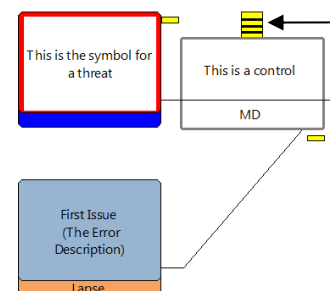 This is the symbol for
a threat
This is a control
MD
First Issue
(The Error
Description)
Lapse